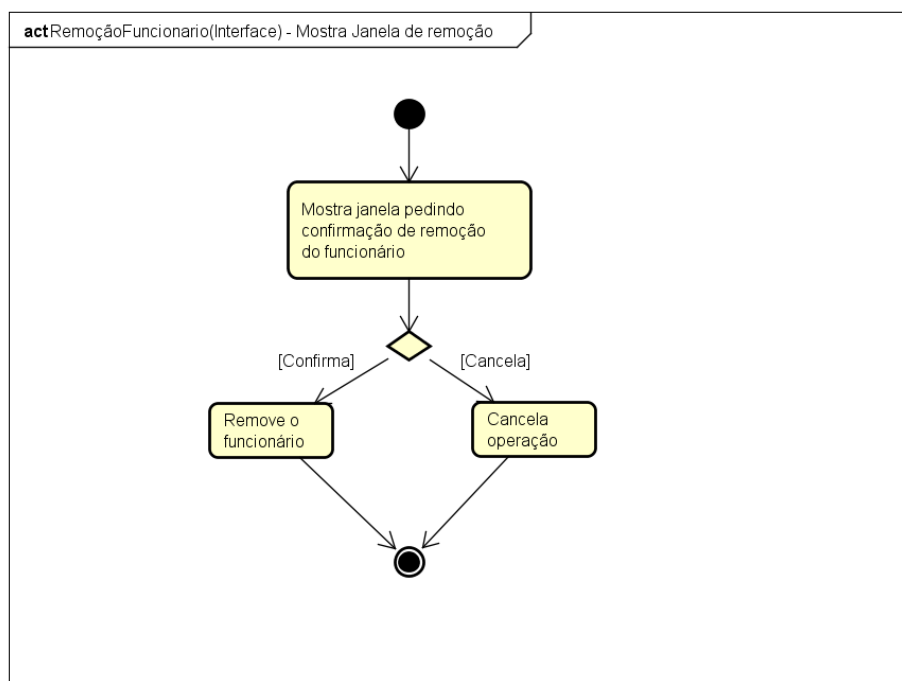 actRemoçãoFuncionario(Interface) - Mostra Janela de remoção
Mostra janela pedindo
confirmação de remoção
do funcionário
[Confirma]
[Cancela]
Remove o
funcionário
Cancela
operação